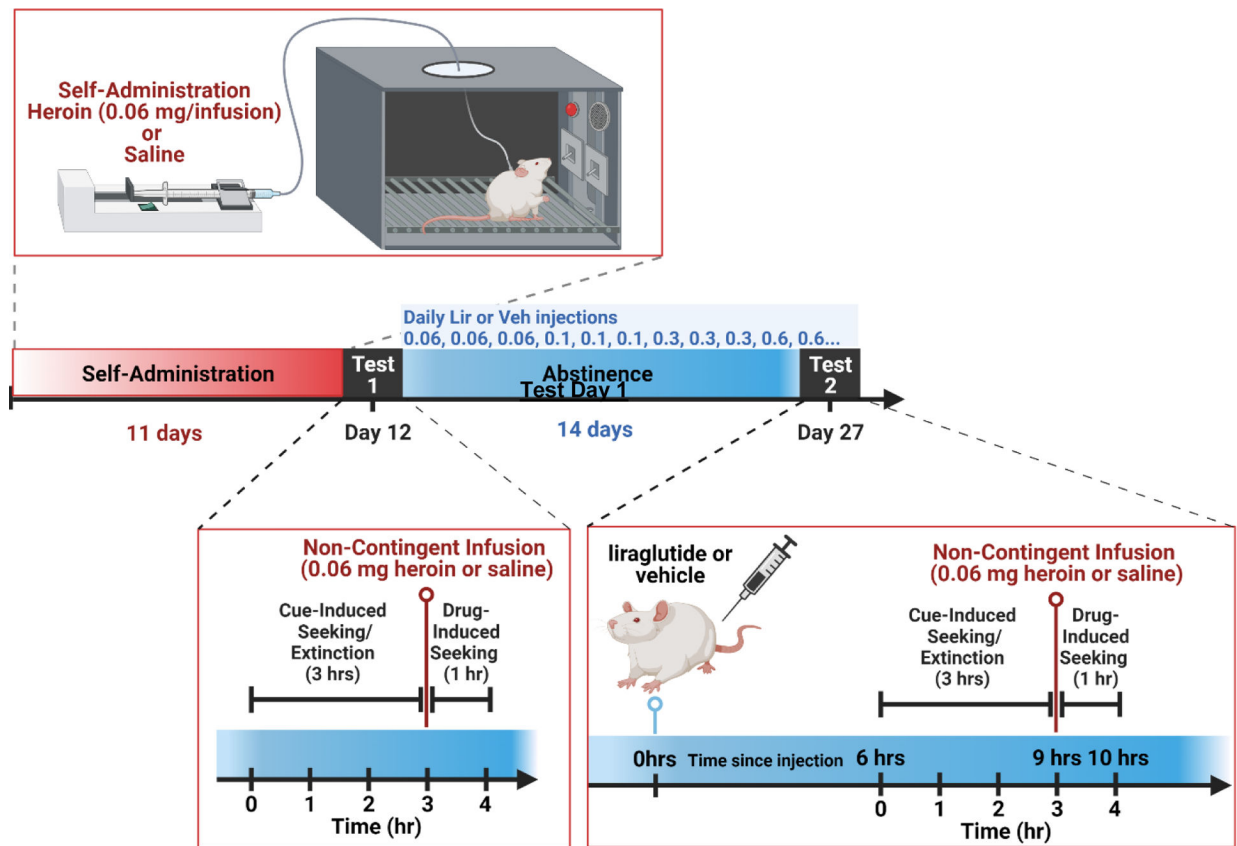 Self-Administration
Heroin (0.06 mg/infusion)
or
Saline
Daily Lir or Veh injections
0.06, 0.06, 0.06, 0.1, 0.1, 0.1, 0.3, 0.3, 0.3, 0.6, 0.6...
Self-Administration
Test
1
Abstinence
Test Day 1
Test
2
11 days
Day 12
14 days
Day 27
Non-Contingent Infusion
(0.06 mg heroin or saline)
Cue-Induced
Seeking/
Extinction
(3 hrs)
Drug-
Induced
Seeking
(1 hr)
0 1 2 3 4
Time (hr)
liraglutide or
vehicle
Non-Contingent Infusion
(0.06 mg heroin or saline)
Cue-Induced
Seeking/
Extinction
(3 hrs)
Drug-
Induced
Seeking
(1 hr)
0hrs Time since injection 6 hrs 9 hrs 10 hrs
0 1 2 3 4
Time (hr)